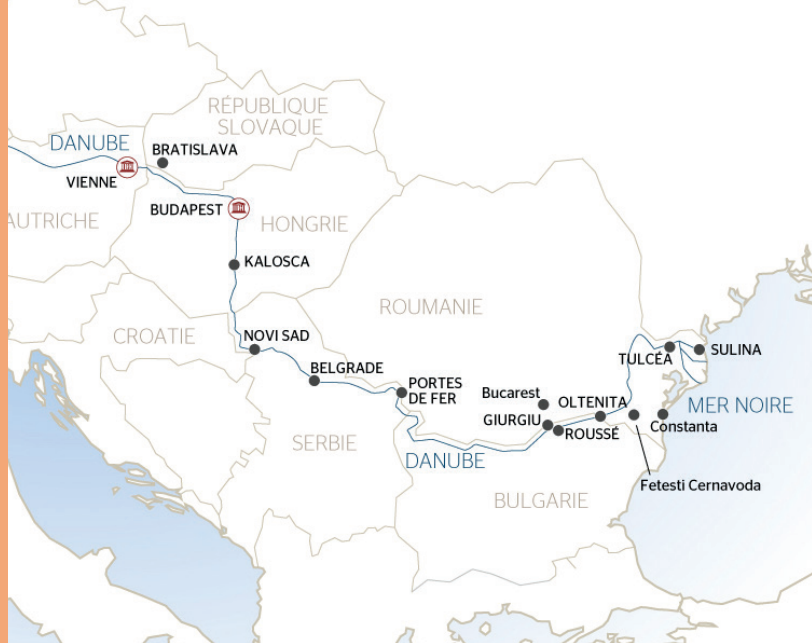 RÉPUBLIQUE
SLOVAQUE
DANUBE
BRATISLAVA
VIENNE
BUDAPEST
AUTRICHE
HONGRIE
KALOSCA
ROUMANIE
CROATIE
NOVI SAD
TULCÉA
SULINA
BELGRADE
PORTES
DE FER
Bucarest
OLTENITA
MER NOIRE
GIURGIU
ROUSSÉ
Constanta
SERBIE
DANUBE
Fetesti Cernavoda
BULGARIE